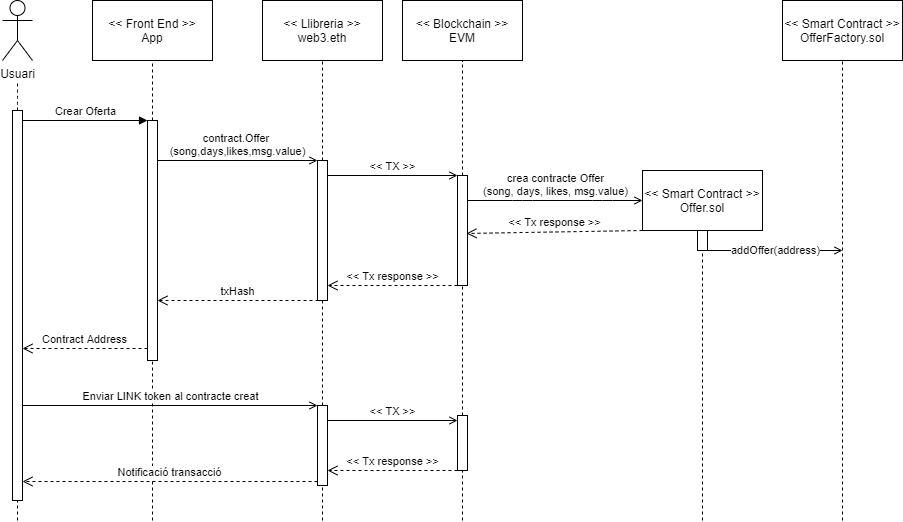 << Front End >>
App
<< Llibreria >>
web3.eth
<< Blockchain >>
EVM
<< Smart Contract >>
OfferFactory.sol
Usuari
Crear Oferta
contract.Offer
(song,days,likes,msg.value)
<< TX >>
crea contracte Offer
(song, days, likes, msg.value)
<< Smart Contract >>
Offer.sol
<< Tx response >>
addOffer(address)
<< Tx response >>
txHash
Contract Address
Enviar LINK token al contracte creat
<< TX >>
<< Tx response >>
Notificació transacció